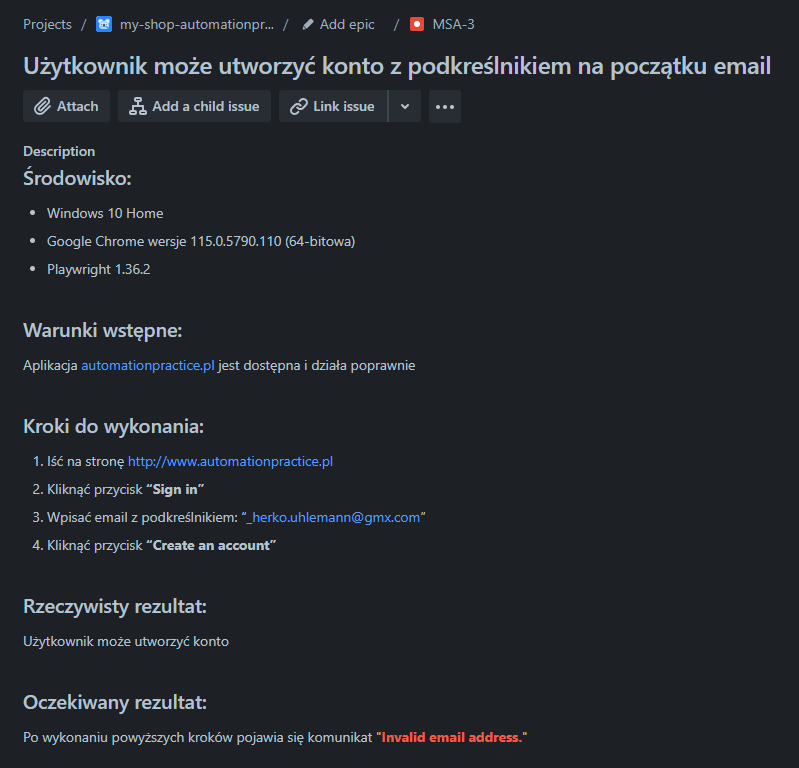 Projects / my-shop-automationpr... / Add epic / MSA-3
Użytkownik może utworzyć konto z podkreślnikiem na początku email
Attach Add a child issue Link issue
Description
Środowisko:
• Windows 10 Home
• Google Chrome wersje 115.0.5790.110 (64-bitowa)
• Playwright 1.36.2
Warunki wstępne:
Aplikacja automationpractice.pl jest dostępna i działa poprawnie
Kroki do wykonania:
1. Iść na stronę http://www.automationpractice.pl
2. Kliknąć przycisk “Sign in”
3. Wpisać email z podkreślnikiem: “_herko.uhlemann@gmx.com”
4. Kliknąć przycisk “Create an account”
Rzeczywisty rezultat:
Użytkownik może utworzyć konto
Oczekiwany rezultat:
Po wykonaniu powyższych kroków pojawia się komunikat "Invalid email address."